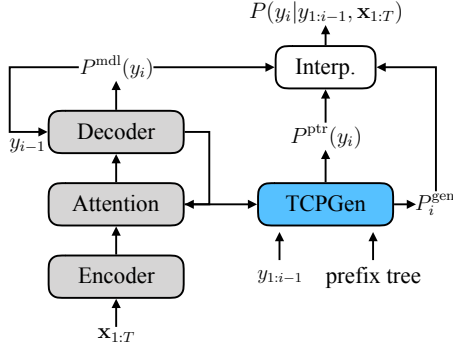 P(y_i|y_{1:i-1}, x_{1:T})
P^{mdl}(y_i)
Interp.
y_{i-1}
Decoder
P^{ptr}(y_i)
Attention
TCPGen
P_i^{gen}
Encoder
y_{1:i-1}
prefix tree
x_{1:T}